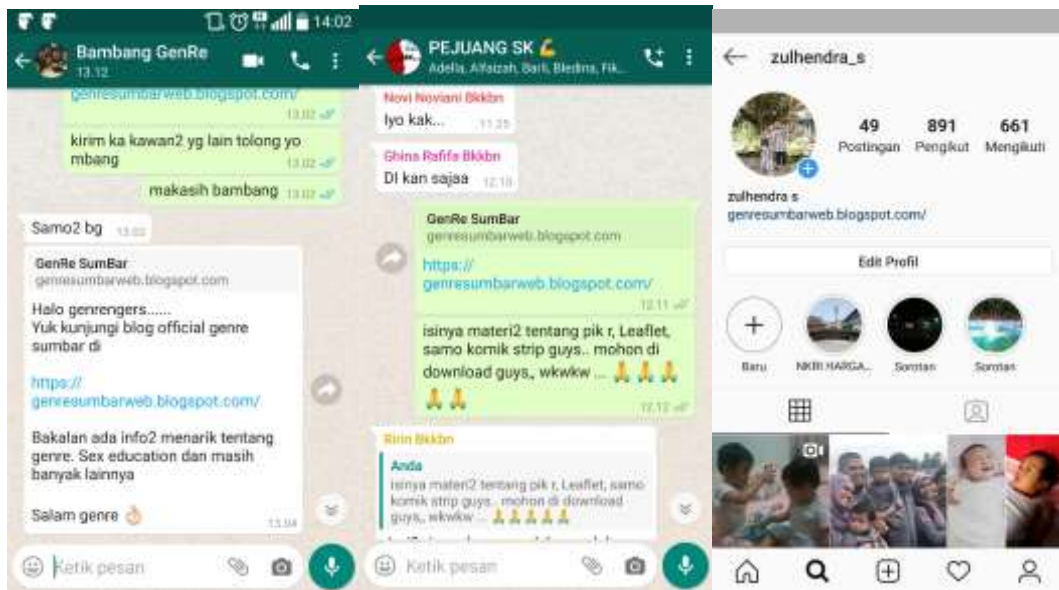 14:02
Bambang GenRe
13.12
genresumbarweb.blogspot.com/
13.02
kirim ka kawan2 yg lain tolong yo
mbang
13.02
makasih bambang
13.02
Samo2 bg
13.03
GenRe SumBar
genresumbarweb.blogspot.com
Halo genrengers......
Yuk kunjungi blog official genre
sumbar di
https://
genresumbarweb.blogspot.com/
Bakalan ada info2 menarik tentang
genre. Sex education dan masih
banyak lainnya
Salam genre 👌
13.04
Ketik pesan
PEJUANG SK 💪
Adella, Alfaizah, Barli, Bledina, Fik...
Novi Noviani Bkkbn
Iyo kak...
11.25
Ghina Rafifa Bkkbn
DI kan sajaa
12.10
GenRe SumBar
genresumbarweb.blogspot.com
https://
genresumbarweb.blogspot.com/
12.11
isinya materi2 tentang pik r, Leaflet,
samo komik strip guys.. mohon di
download guys,, wkwkw ... 🙏 🙏 🙏
🙏 🙏
12.12
Ririn Bkkbn
Anda
isinya materi2 tentang pik r, Leaflet, samo
komik strip guys.. mohon di download
guys,, wkwkw ... 🙏 🙏 🙏 🙏 🙏
Ketik pesan
zulhendra_s
49 891 661
Postingan Pengikut Mengikuti
zulhendra s
genresumbarweb.blogspot.com/
Edit Profil
Baru NKRI HARGA... Sorotan Sorotan